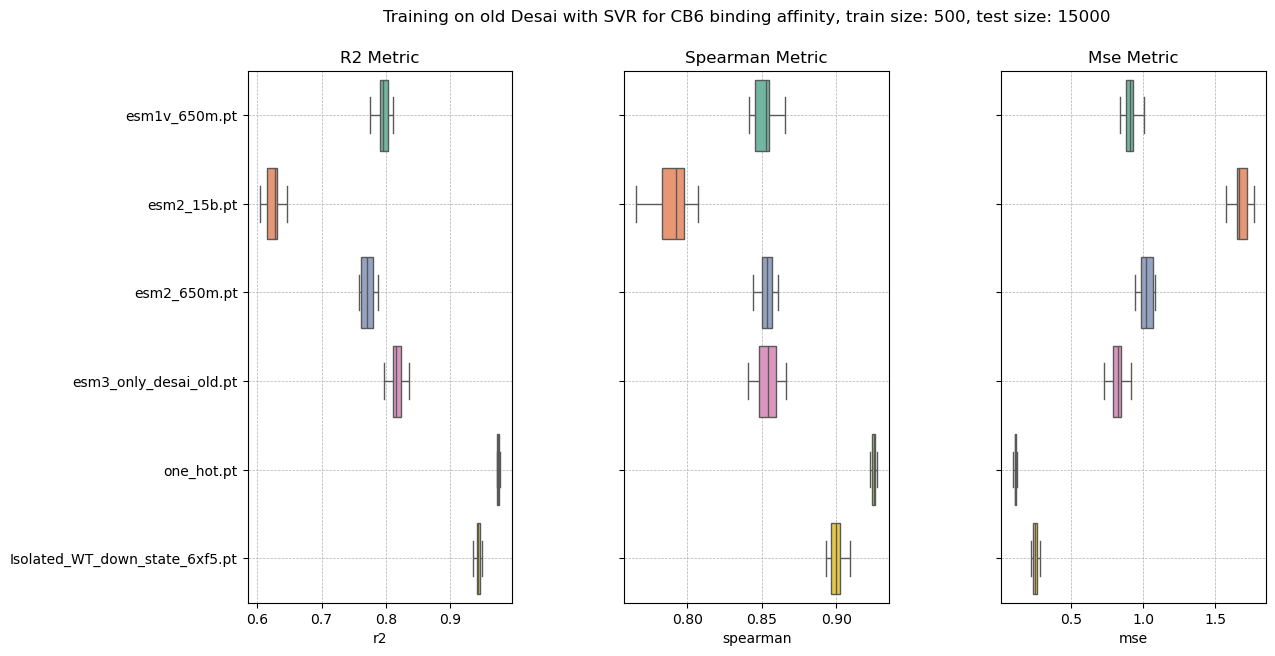 Training on old Desai with SVR for CB6 binding affinity, train size: 500, test size: 15000
R2 Metric
Spearman Metric
Mse Metric
esm1v_650m.pt
esm2_15b.pt
esm2_650m.pt
esm3_only_desai_old.pt
one_hot.pt
Isolated_WT_down_state_6xf5.pt
0.6 0.7 0.8 0.9
0.80 0.85 0.90
0.5 1.0 1.5
r2
spearman
mse